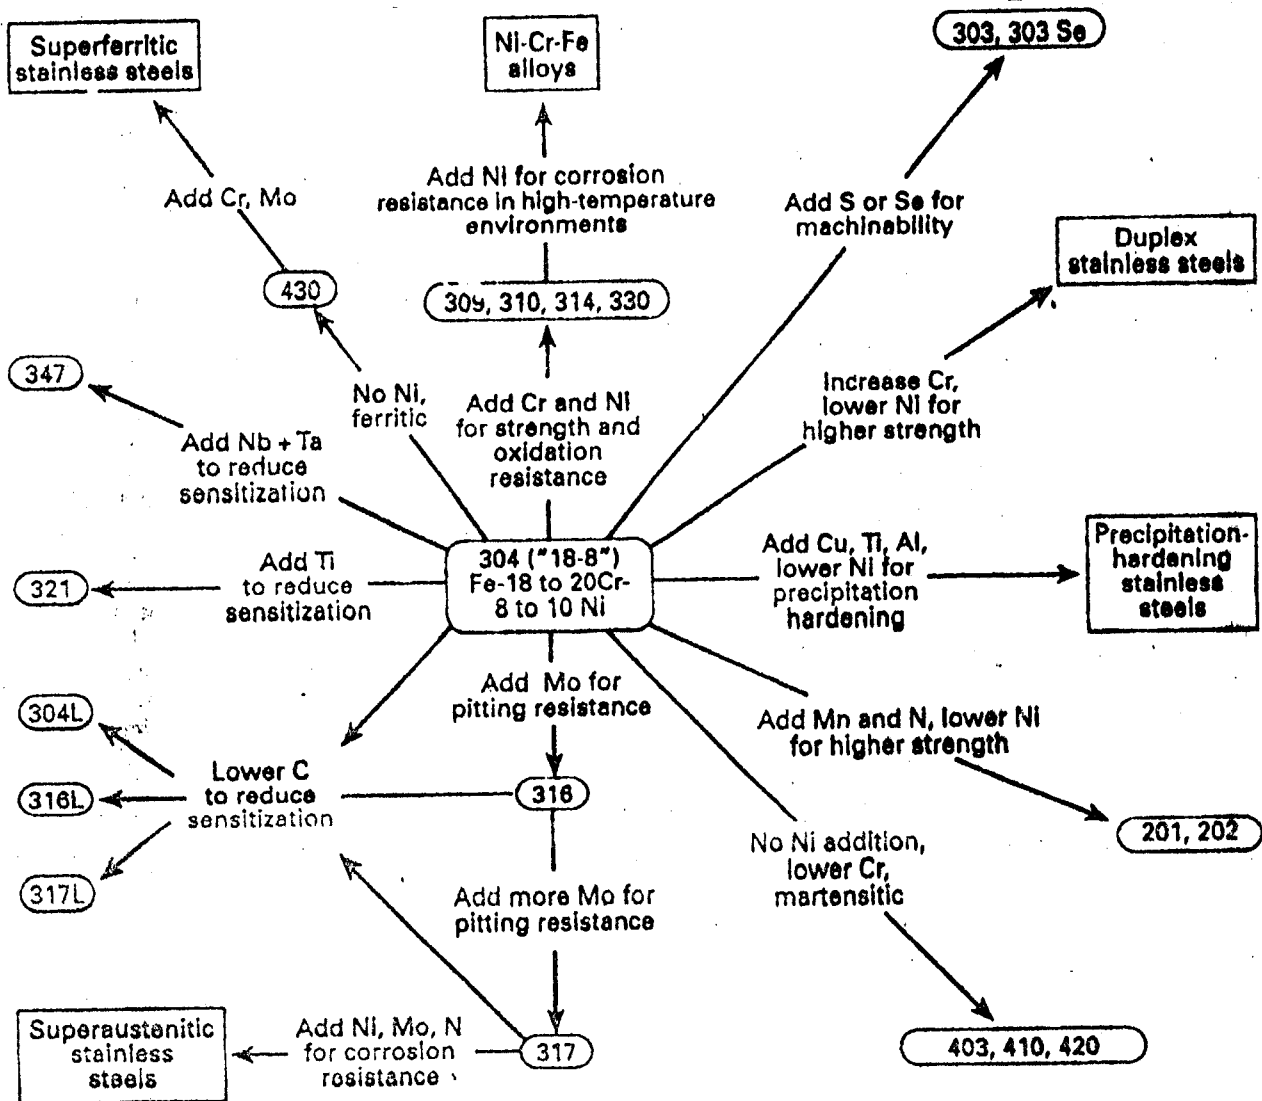 Superferritic
stainless steels
Ni-Cr-Fe
alloys
303, 303 Se
Add Cr, Mo
Add Ni for corrosion
resistance in high-temperature
environments
Add S or Se for
machinability
Duplex
stainless steels
430
309, 310, 314, 330
347
No Ni,
ferritic
Add Cr and Ni
for strength and
oxidation
resistance
Increase Cr,
lower Ni for
higher strength
Add Nb + Ta
to reduce
sensitization
304 ("18-8")
Fe-18 to 20Cr-
8 to 10 Ni
Add Cu, Ti, Al,
lower Ni for
precipitation
hardening
Precipitation-
hardening
stainless
steels
321
Add Ti
to reduce
sensitization
Add Mo for
pitting resistance
304L
316L
317L
Lower C
to reduce
sensitization
316
Add Mn and N, lower Ni
for higher strength
201, 202
No Ni addition,
lower Cr,
martensitic
Add more Mo for
pitting resistance
Superaustenitic
stainless
steels
Add Ni, Mo, N
for corrosion
resistance
317
403, 410, 420